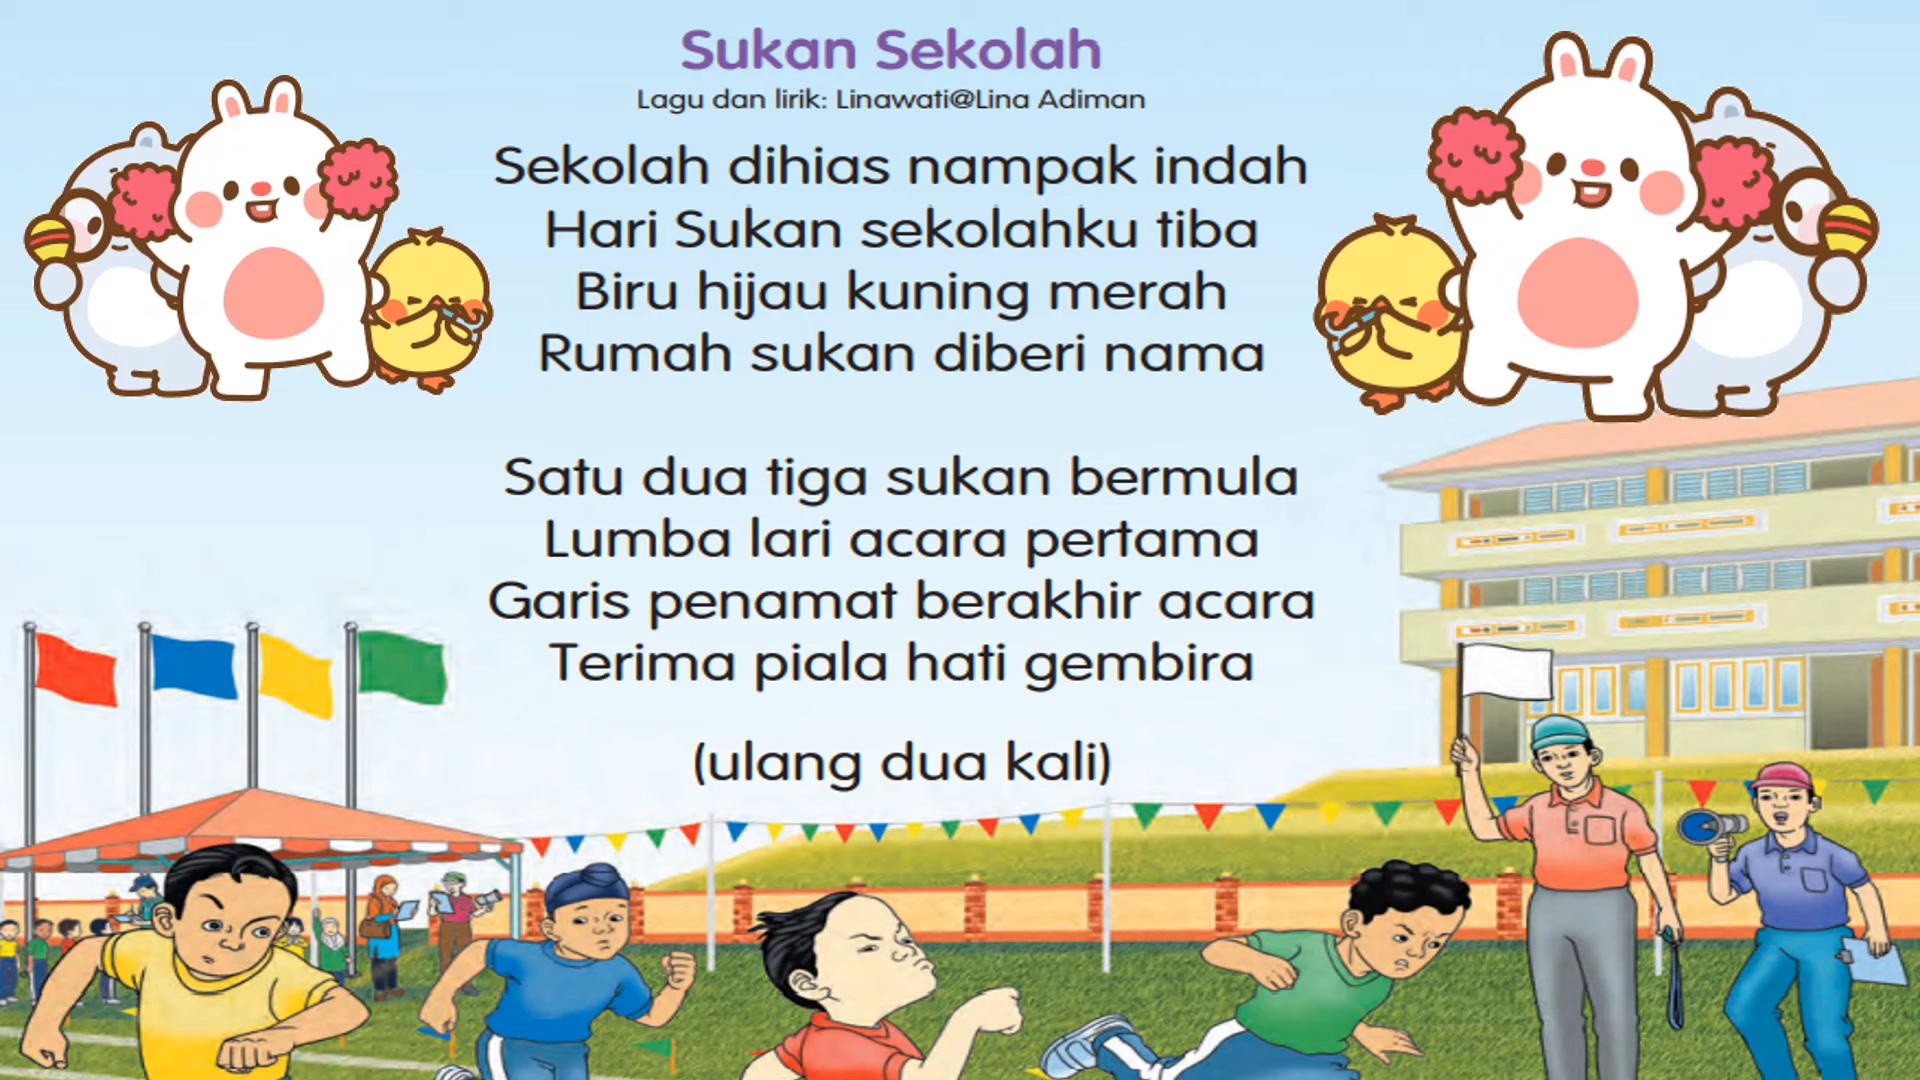 Sukan Sekolah
Lagu dan lirik: Linawati@Lina Adiman
Sekolah dihias nampak indah
Hari Sukan sekolahku tiba
Biru hijau kuning merah
Rumah sukan diberi nama
Satu dua tiga sukan bermula
Lumba lari acara pertama
Garis penamat berakhir acara
Terima piala hati gembira
(ulang dua kali)